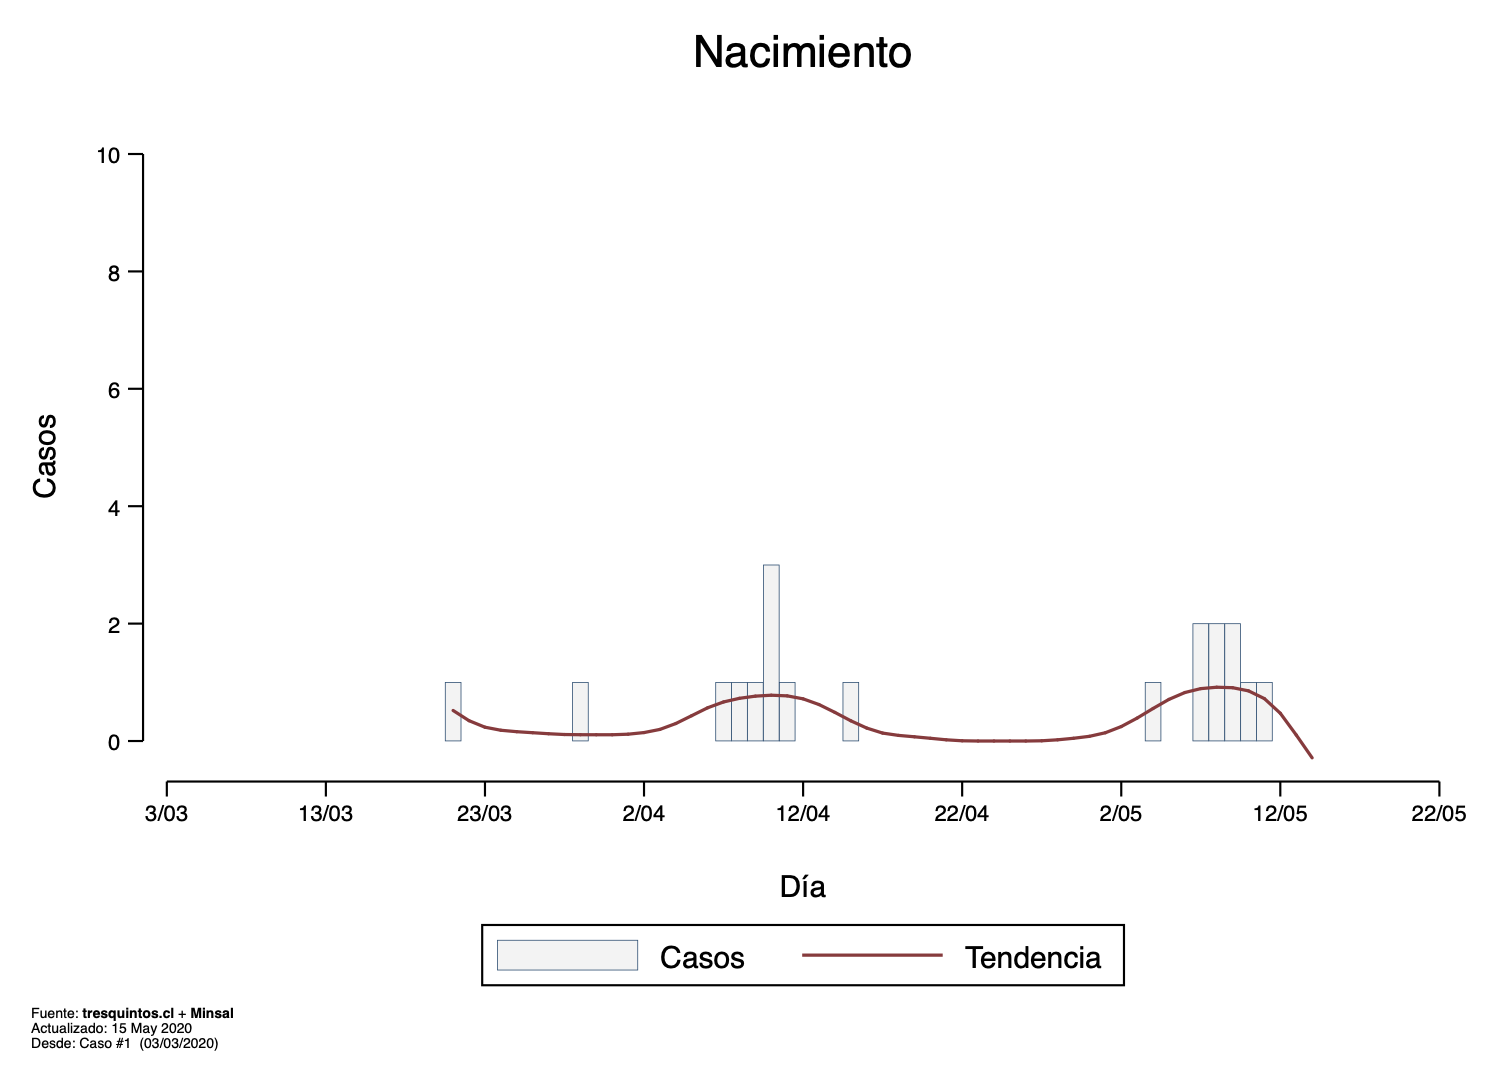 Nacimiento
10
8
6
4
2
0
Casos
3/03 13/03 23/03 2/04 12/04 22/04 2/05 12/05 22/05
Día
Casos Tendencia
Fuente: tresquintos.cl + Minsal
Actualizado: 15 May 2020
Desde: Caso #1 (03/03/2020)